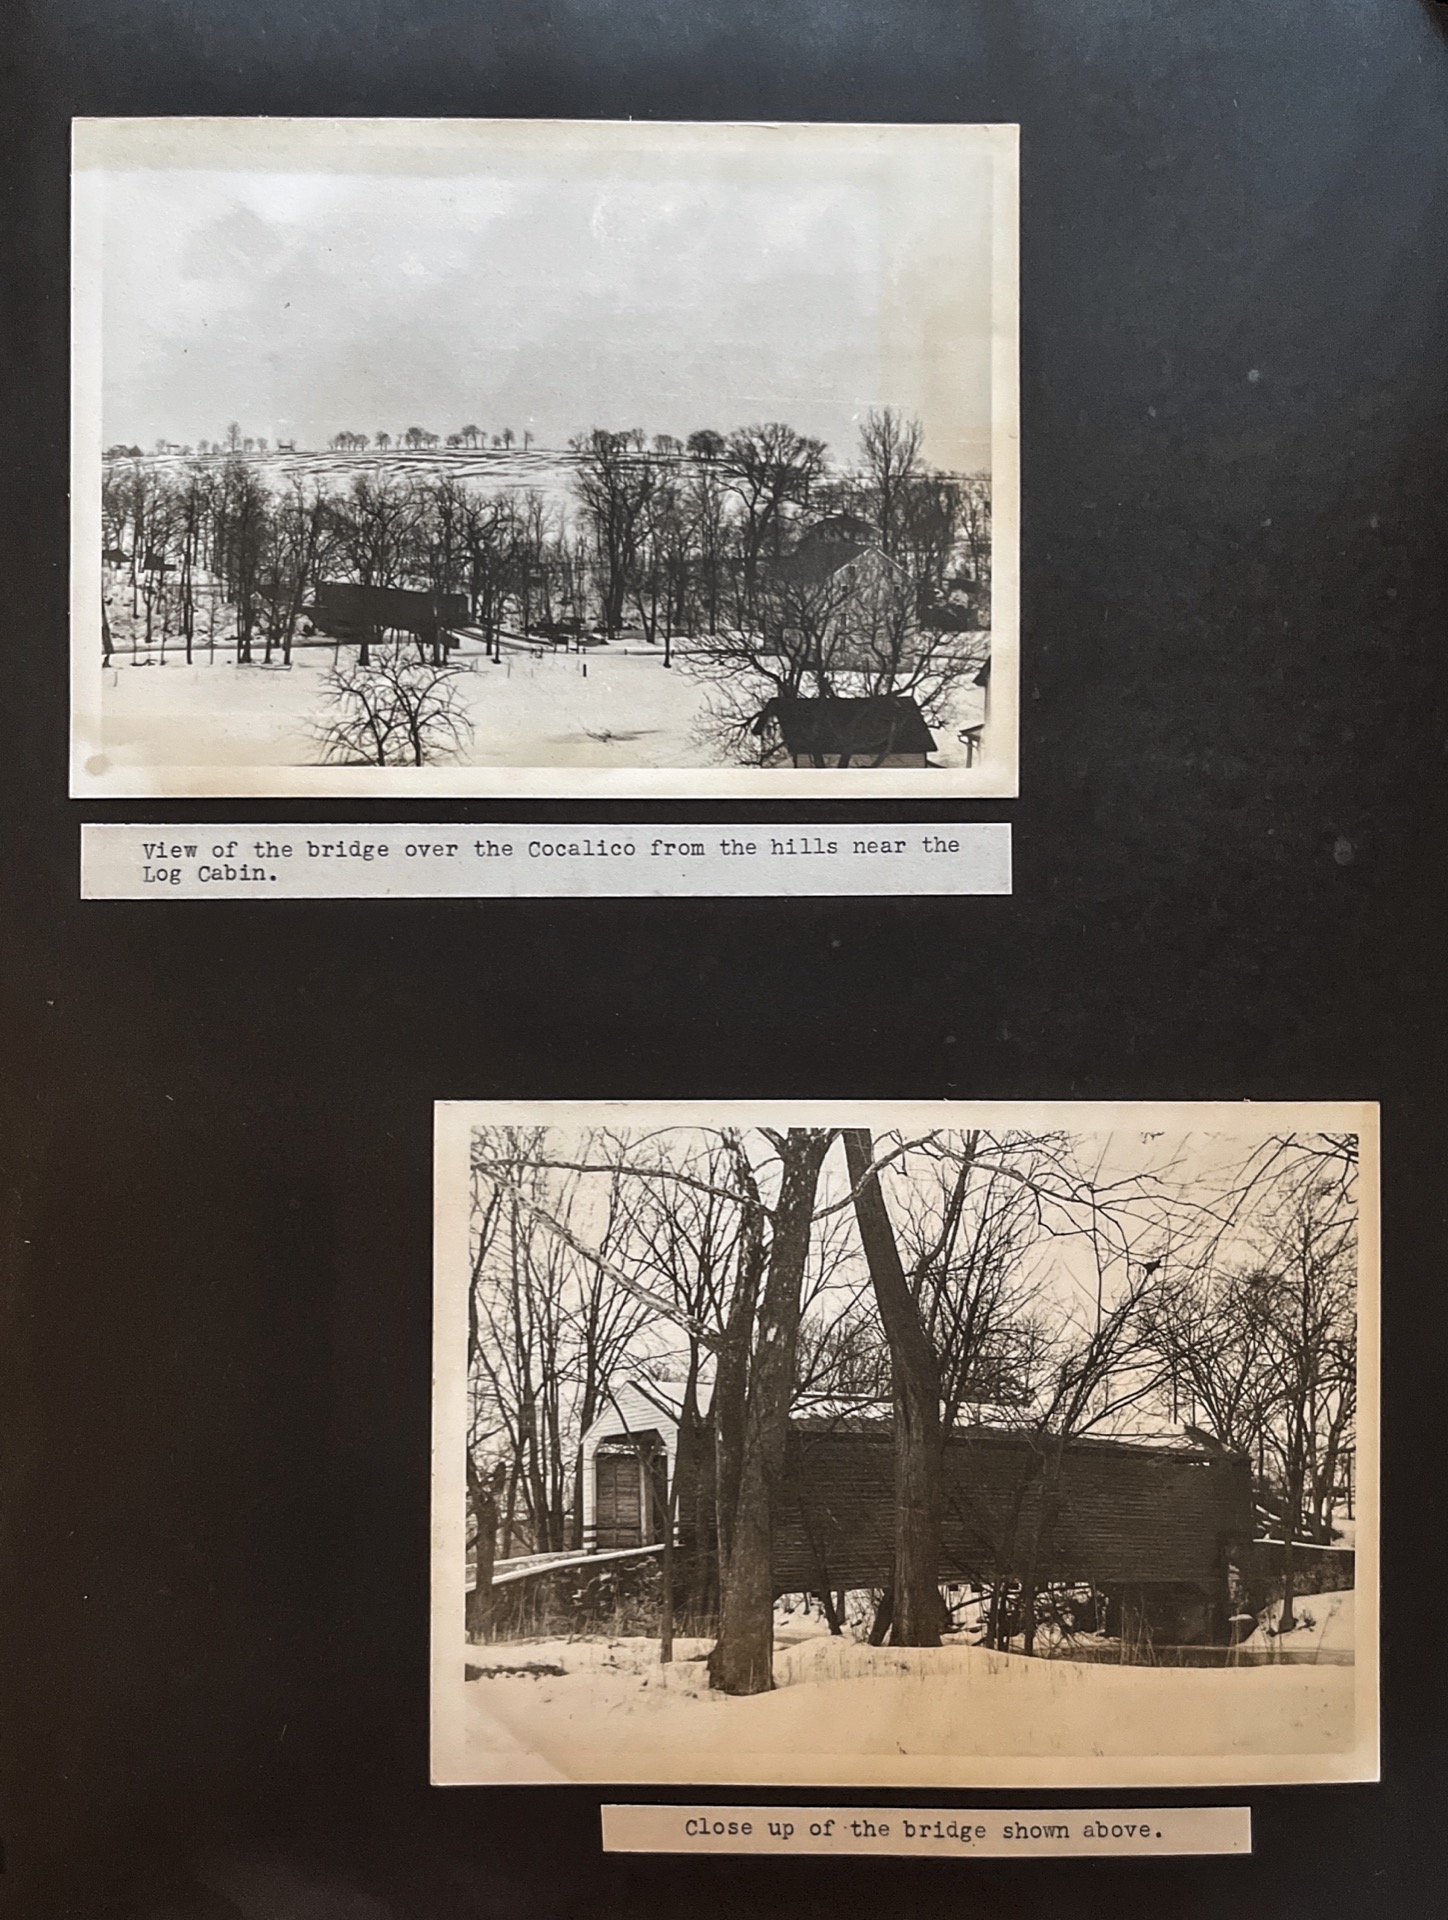 View of the bridge over the Cocalico from the hills near the
Log Cabin.
Close up of the bridge shown above.